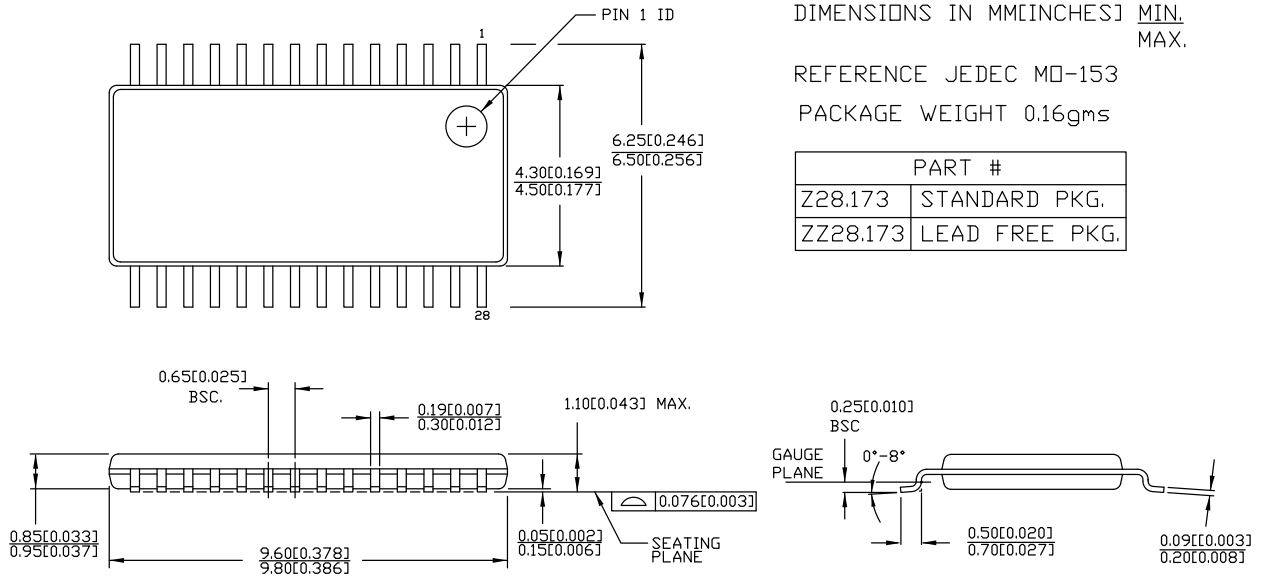 PIN 1 ID
DIMENSIONS IN MM[INCHES] MIN.
MAX.
REFERENCE JEDEC MO-153
PACKAGE WEIGHT 0.16gms
PART #
Z28.173 STANDARD PKG.
ZZ28.173 LEAD FREE PKG.
1
6.25[0.246]
6.50[0.256]
4.30[0.169]
4.50[0.177]
28
0.65[0.025]
BSC.
0.19[0.007]
0.30[0.012]
1.10[0.043] MAX.
0.85[0.033]
0.95[0.037]
9.60[0.378]
9.80[0.386]
0.05[0.002]
0.15[0.006]
0.076[0.003]
SEATING
PLANE
0.25[0.010]
BSC
GAUGE
PLANE
0°-8°
0.50[0.020]
0.70[0.027]
0.09[[0.003]
0.20[0.008]